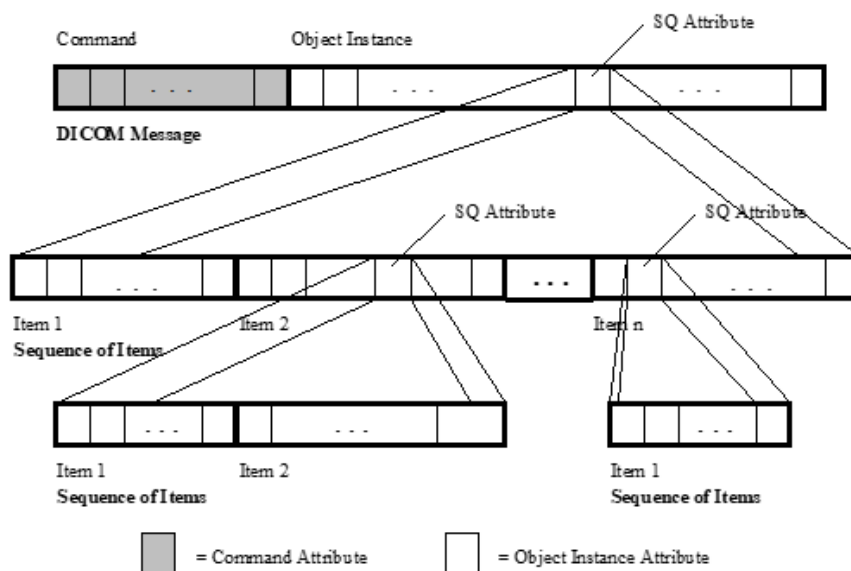 SQ Attribute
Command
Object Instance
. . .
. . .
. . .
DICOM Message
SQ Attribute
SQ Attribute
. . .
. . .
. . .
Item 1
Item 2
Item n
Sequence of Items
. . .
. . .
. . .
Item 1
Item 2
Item 1
Sequence of Items
Sequence of Items
= Command Attribute
= Object Instance Attribute